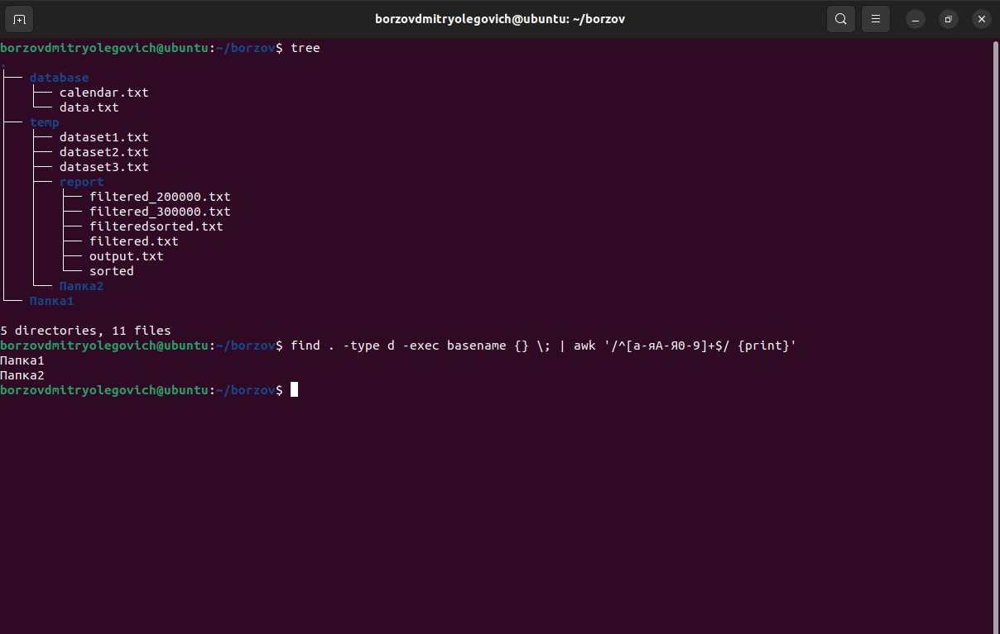 borzovdmitryolegovich@ubuntu: ~/borzov
borzovdmitryolegovich@ubuntu:~/borzov$ tree
.
├── database
│   ├── calendar.txt
│   └── data.txt
├── temp
│   ├── dataset1.txt
│   ├── dataset2.txt
│   ├── dataset3.txt
│   ├── report
│   │   ├── filtered_200000.txt
│   │   ├── filtered_300000.txt
│   │   ├── filteredsorted.txt
│   │   ├── filtered.txt
│   │   ├── output.txt
│   │   └── sorted
│   └── Папка2
└── Папка1
5 directories, 11 files
borzovdmitryolegovich@ubuntu:~/borzov$ find . -type d -exec basename {} \; | awk '/^[а-яА-Я0-9]+$/ {print}'
Папка1
Папка2
borzovdmitryolegovich@ubuntu:~/borzov$